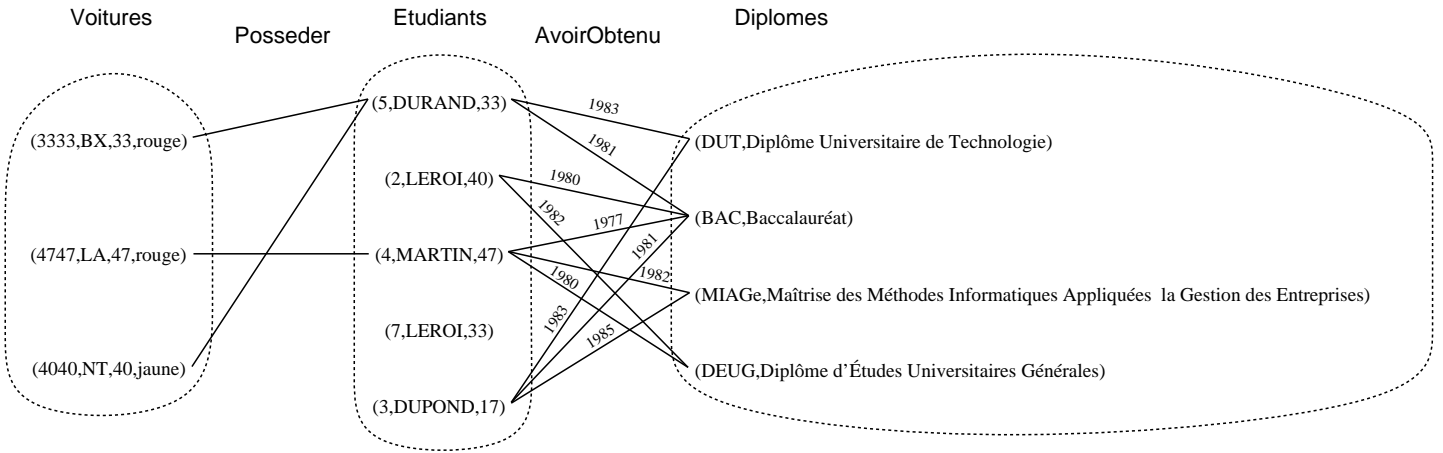 Voitures
Posseder
Etudiants
AvoirObtenu
Diplomes
(3333,BX,33,rouge)
(4747,LA,47,rouge)
(4040,NT,40,jaune)
(5,DURAND,33)
(2,LEROI,40)
(4,MARTIN,47)
(7,LEROI,33)
(3,DUPOND,17)
1983
1981
1980
1982
1977
1981
1982
1980
1983
1985
(DUT,Diplôme Universitaire de Technologie)
(BAC,Baccalauréat)
(MIAGe,Maîtrise des Méthodes Informatiques Appliquées la Gestion des Entreprises)
(DEUG,Diplôme d'Études Universitaires Générales)